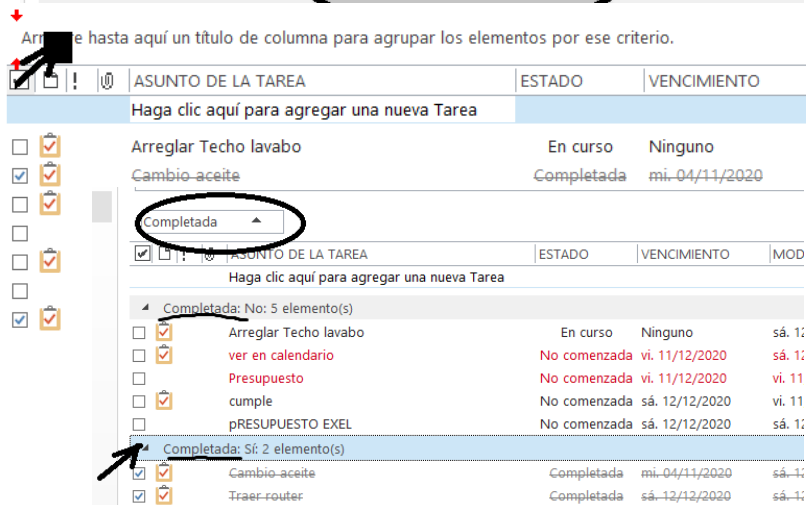 Arrastre hasta aquí un título de columna para agrupar los elementos por ese criterio.
! ASUNTO DE LA TAREA ESTADO VENCIMIENTO
Haga clic aquí para agregar una nueva Tarea
Arreglar Techo lavabo En curso Ninguno
Cambio aceite Completada mi. 04/11/2020
Completada
! ASUNTO DE LA TAREA ESTADO VENCIMIENTO MOD
Haga clic aquí para agregar una nueva Tarea
Completada: No: 5 elemento(s)
Arreglar Techo lavabo En curso Ninguno sá. 12
ver en calendario No comenzada vi. 11/12/2020 sá. 12
Presupuesto No comenzada vi. 11/12/2020 vi. 11
cumple No comenzada sá. 12/12/2020 vi. 11
pRESUPUESTO EXEL No comenzada sá. 12/12/2020 sá. 12
Completada: Sí: 2 elemento(s)
Cambio aceite Completada mi. 04/11/2020 sá. 12
Traer router Completada sá. 12/12/2020 sá. 12